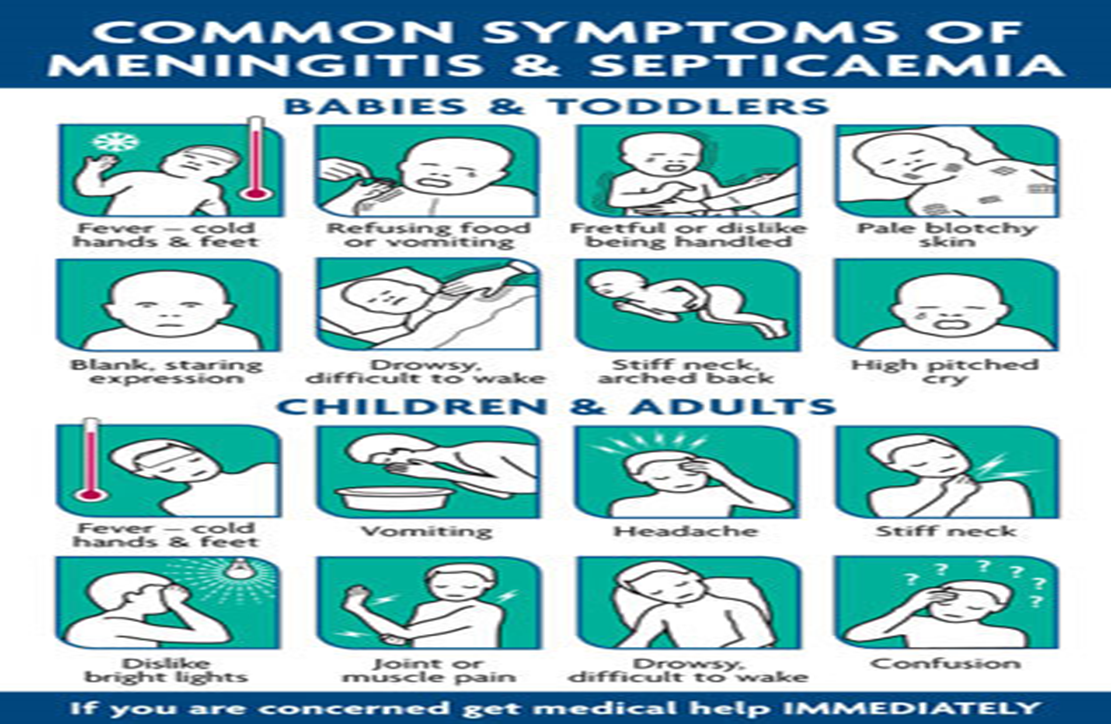 COMMON SYMPTOMS OF
MENINGITIS & SEPTICAEMIA
BABIES & TODDLERS
Fever – cold
hands & feet
Refusing food
or vomiting
Fretful or dislike
being handled
Pale blotchy
skin
Blank, staring
expression
Drowsy,
difficult to wake
Stiff neck,
arched back
High pitched
cry
CHILDREN & ADULTS
Fever – cold
hands & feet
Vomiting
Headache
Stiff neck
Dislike
bright lights
Joint or
muscle pain
Drowsy,
difficult to wake
? ? ? ? ? ?
Confusion
If you are concerned get medical help IMMEDIATELY